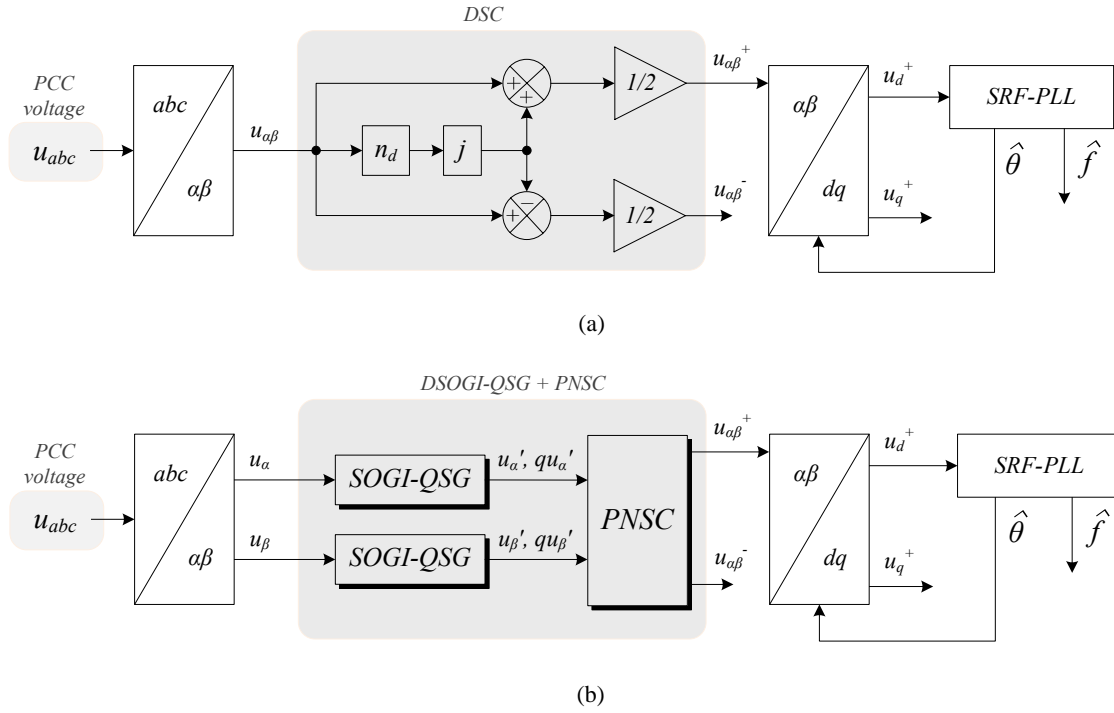 DSC
PCC
voltage
u_abc
abc
αβ
u_αβ
n_d
j
+
+
+
−
1/2
1/2
u_αβ⁺
u_αβ⁻
αβ
dq
u_d⁺
u_q⁺
SRF-PLL
θ̂
f̂
(a)
DSOGI-QSG + PNSC
PCC
voltage
u_abc
abc
αβ
u_α
u_β
SOGI-QSG
SOGI-QSG
u_α', qu_α'
u_β', qu_β'
PNSC
u_αβ⁺
u_αβ⁻
αβ
dq
u_d⁺
u_q⁺
SRF-PLL
θ̂
f̂
(b)